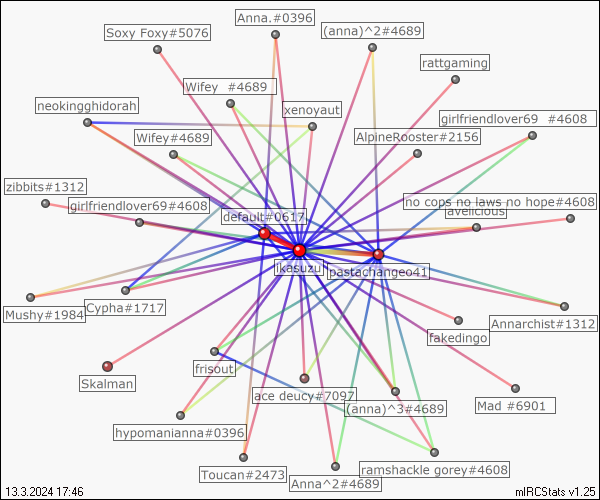 Anna.#0396
Soxy Foxy#5076
(anna)^2#4689
rattgaming
Wifey  #4689
neokingghidorah
xenoyaut
girlfriendlover69  #4608
Wifey#4689
AlpineRooster#2156
zibbits#1312
girlfriendlover69#4608
no cops no laws no hope#4608
default#0617
avelicious
ikasuzu
pastachange41
Mushy#1984
Cypha#1717
Annarchist#1312
fakedingo
frisout
Skalman
ace deucy#7097
(anna)^3#4689
Mad #6901
hypomanianna#0396
Toucan#2473
Anna^2#4689
ramshackle gorey#4608
13.3.2024 17:46
mIRCStats v1.25